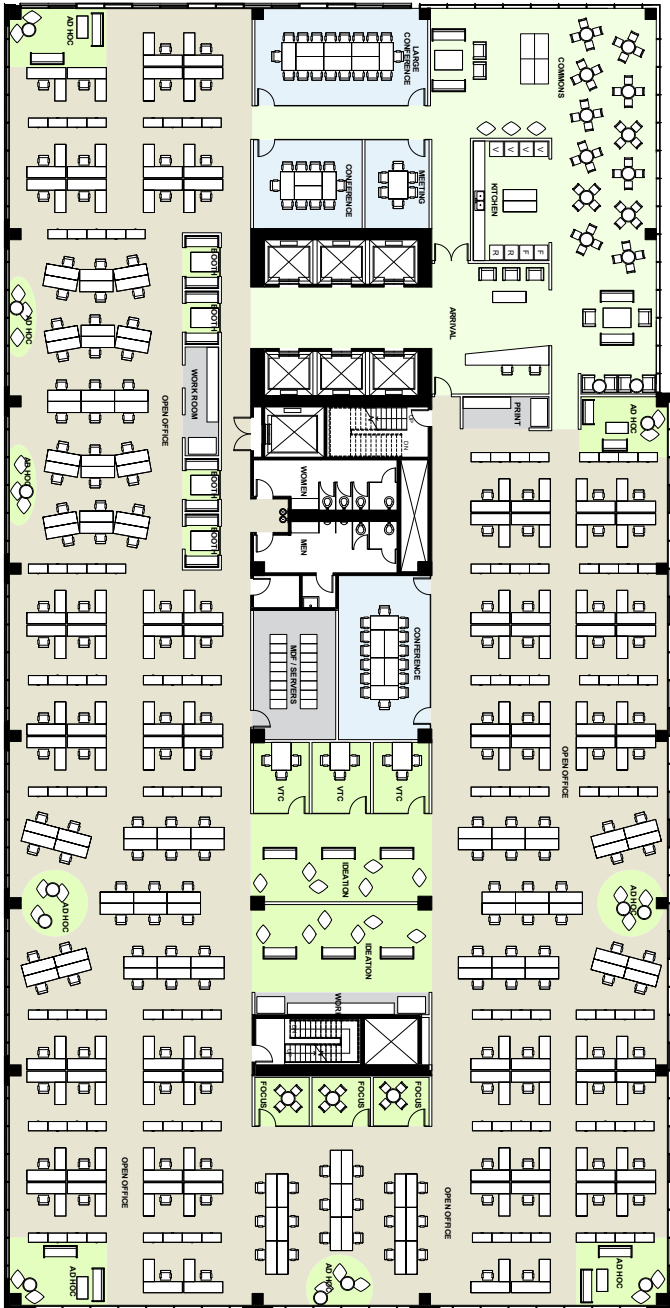 AD HOC
LARGE
CONFERENCE
COMMONS
V
V
V
V
CONFERENCE
MEETING
KITCHEN
R
R
F
F
BOOTH
BOOTH
AD HOC
ARRIVAL
WORKROOM
OPEN OFFICE
PRINT
AD HOC
UP
DN
AD HOC
BOOTH
BOOTH
WOMEN
MEN
CONFERENCE
MDF / SERVERS
OPEN OFFICE
VTC
VTC
VTC
IDEATION
AD HOC
AD HOC
IDEATION
WORK
FOCUS
FOCUS
FOCUS
OPEN OFFICE
OPEN OFFICE
AD HOC
AD HOC
AD HOC